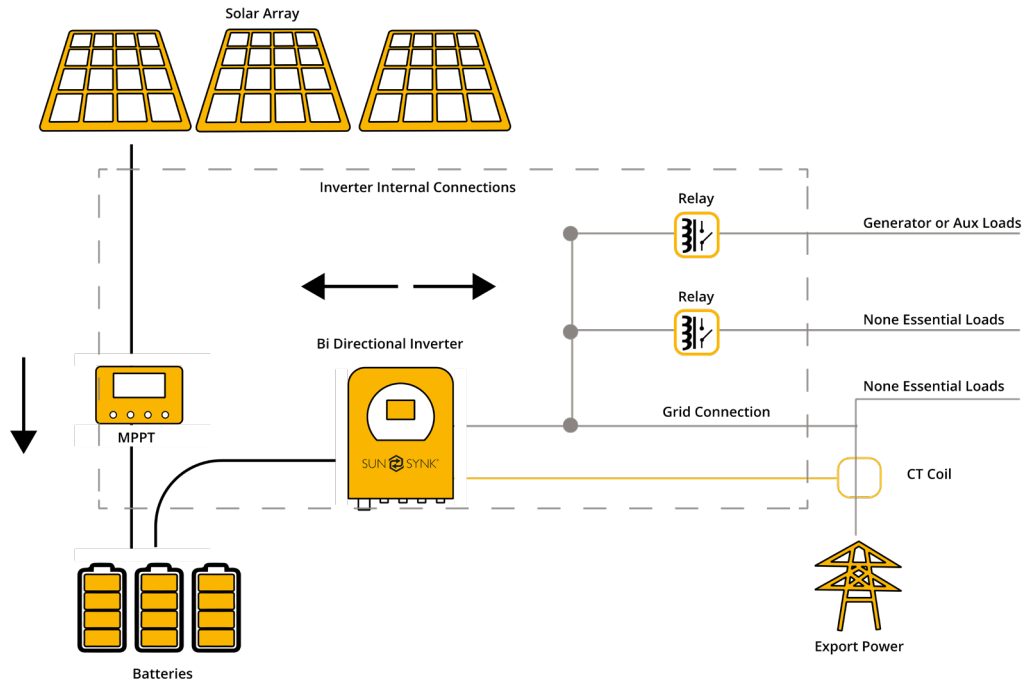 Solar Array
Inverter Internal Connections
Relay
Generator or Aux Loads
Relay
None Essential Loads
Bi Directional Inverter
None Essential Loads
Grid Connection
MPPT
SUN SYNK™
CT Coil
Export Power
Batteries